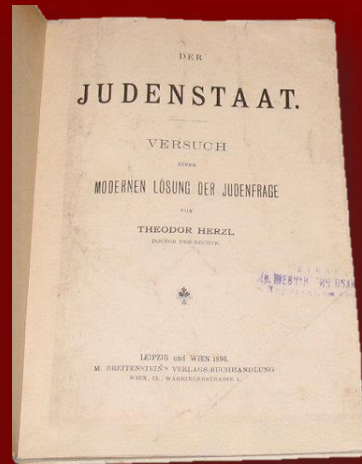 DER
JUDENSTAAT.
VERSUCH
EINER
MODERNEN LÖSUNG DER JUDENFRAGE
VON
THEODOR HERZL
DOCTOR DER RECHTE.
LEIPZIG und WIEN 1896.
M. BREITENSTEIN'S VERLAGS-BUCHHANDLUNG
WIEN, IX., WÄHRINGERSTRASSE 5.